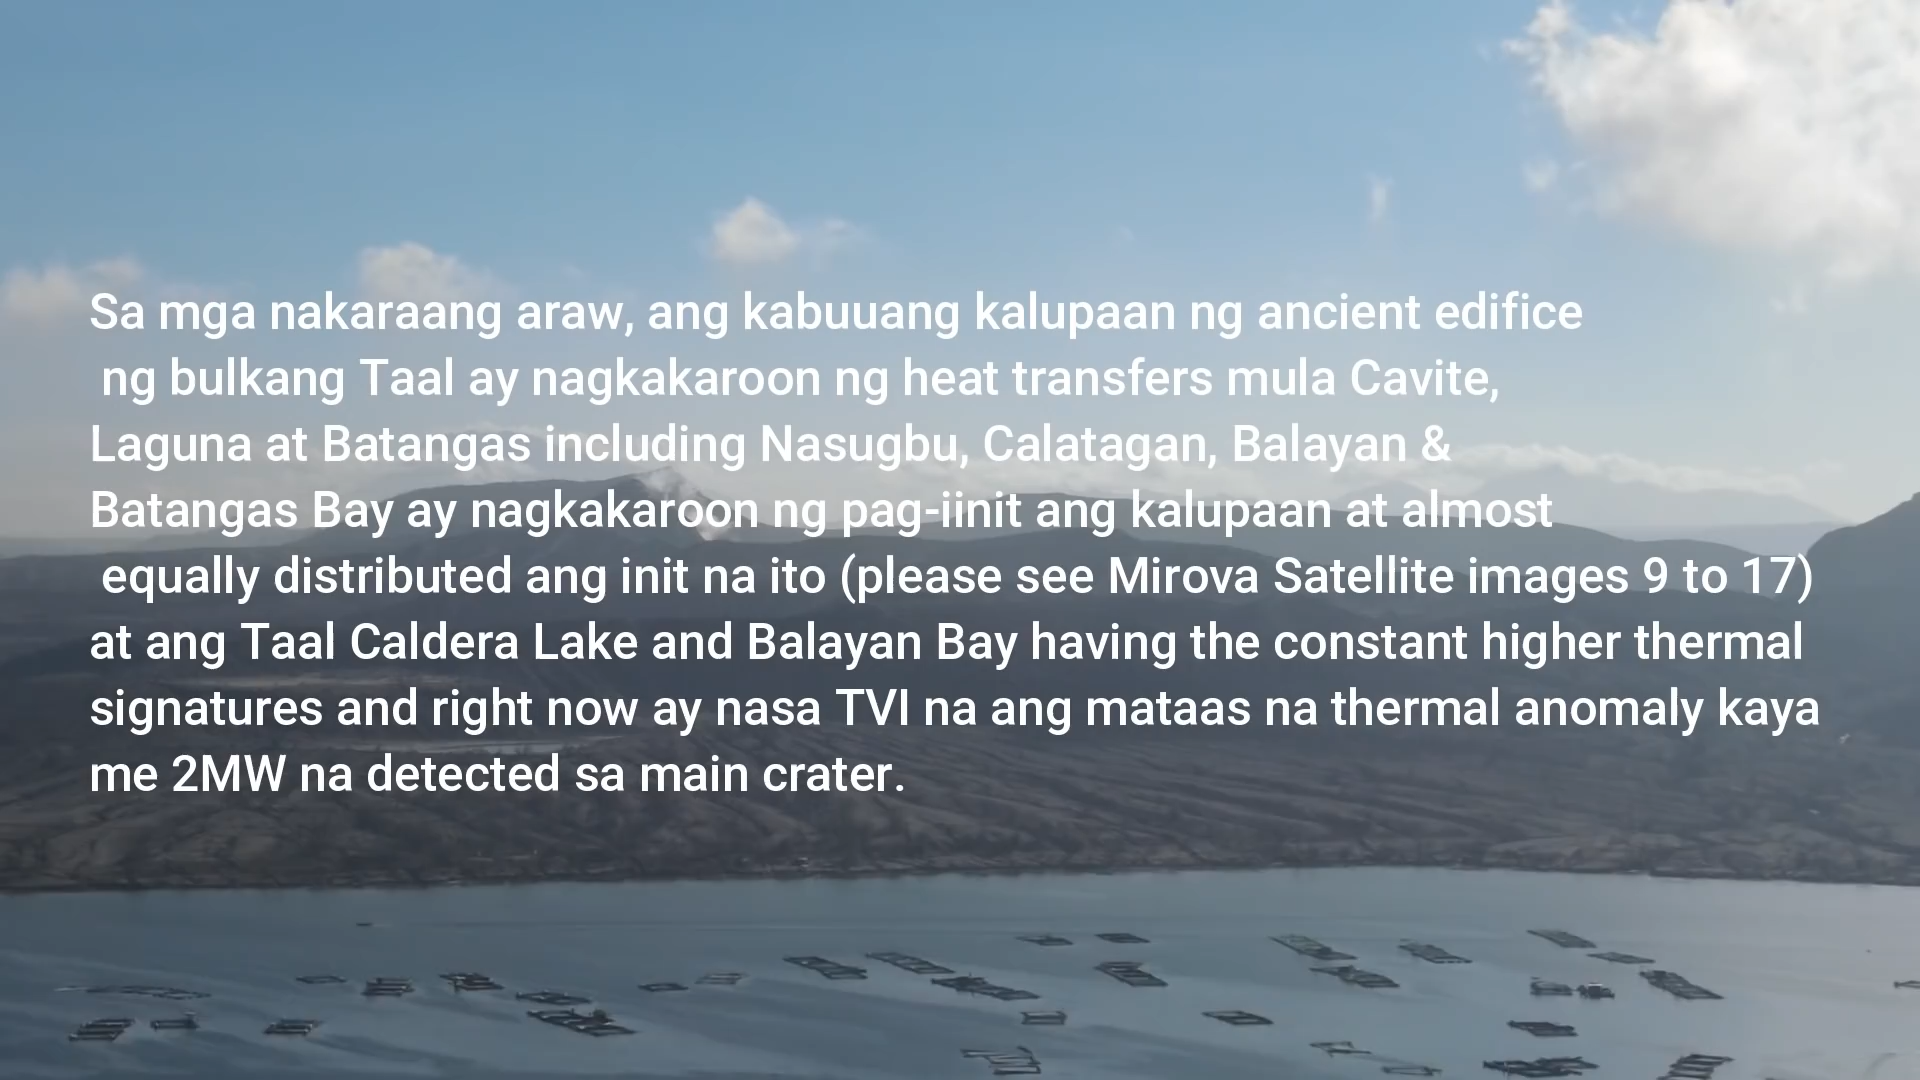 Sa mga nakaraang araw, ang kabuuang kalupaan ng ancient edifice
ng bulkang Taal ay nagkakaroon ng heat transfers mula Cavite,
Laguna at Batangas including Nasugbu, Calatagan, Balayan &
Batangas Bay ay nagkakaroon ng pag-iinit ang kalupaan at almost
equally distributed ang init na ito (please see Mirova Satellite images 9 to 17)
at ang Taal Caldera Lake and Balayan Bay having the constant higher thermal
signatures and right now ay nasa TVI na ang mataas na thermal anomaly kaya
me 2MW na detected sa main crater.